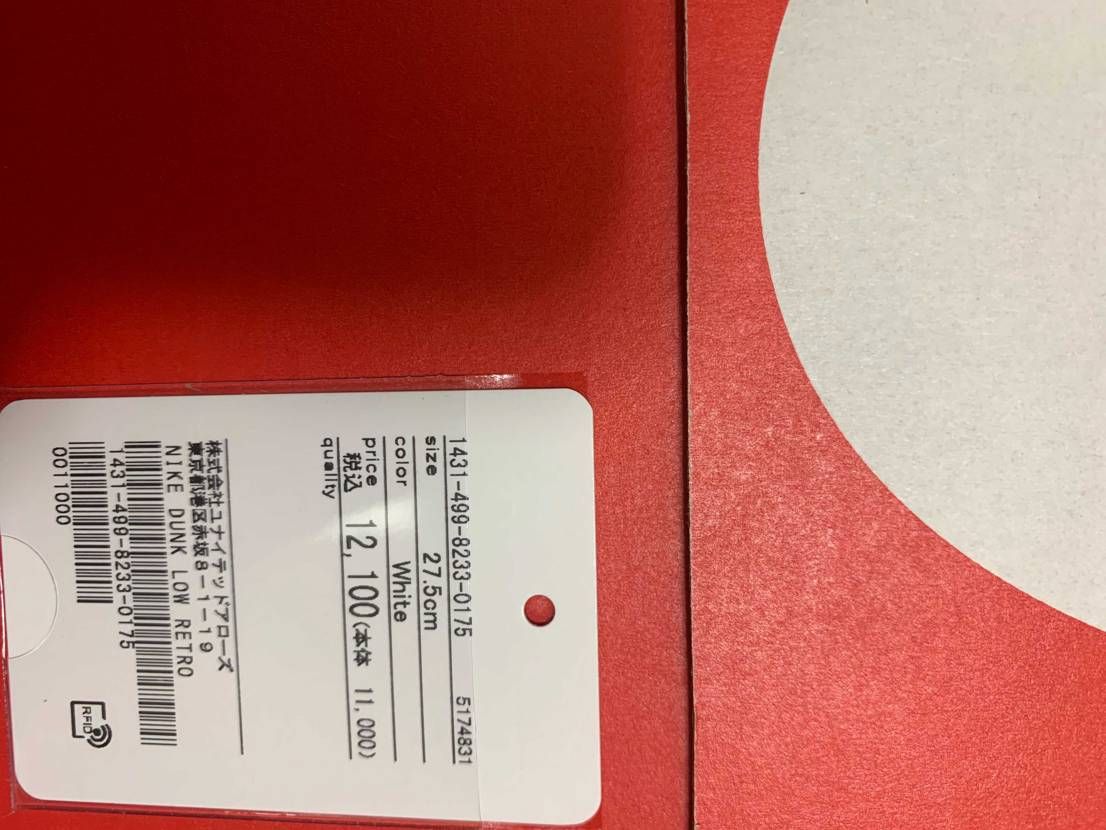 1431-499-8233-0175 5174831
size 27.5cm
color White
price 税込 12,100(本体 11,000)
quality
株式会社ユナイテッドアローズ
東京都港区赤坂8-1-19
NIKE DUNK LOW RETRO
1431-499-8233-0175
0011000
RFID